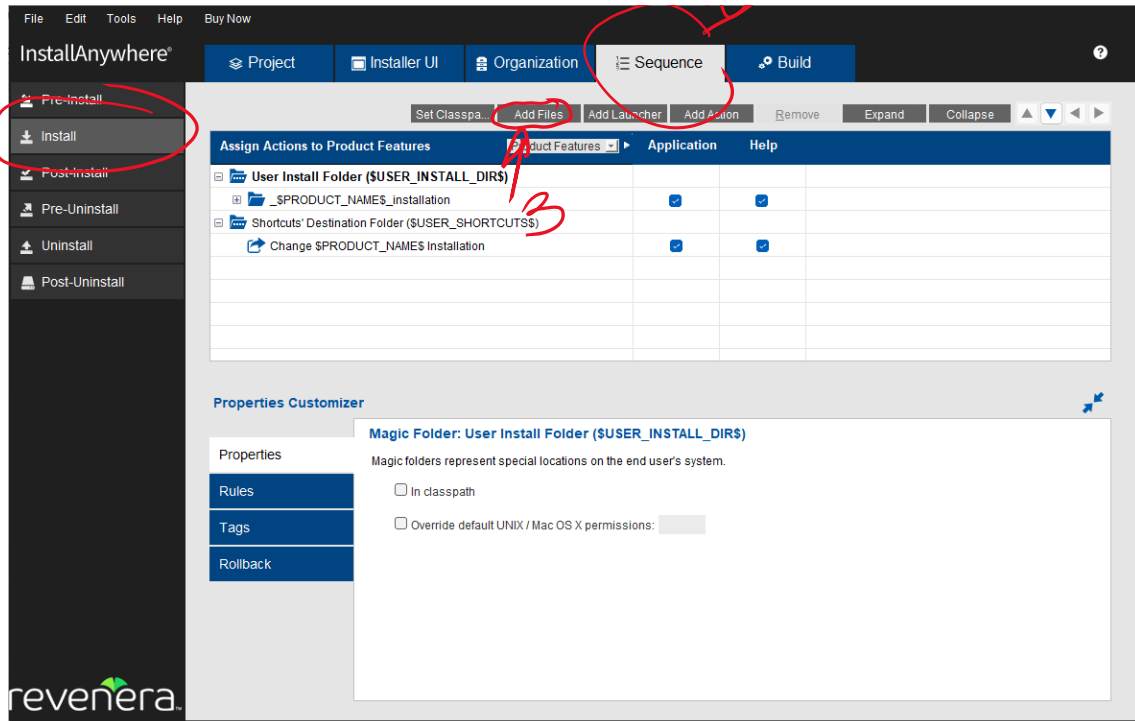 File Edit Tools Help Buy Now
InstallAnywhere®
Project Installer UI Organization Sequence Build ?
Pre-Install
Install
Post-Install
Pre-Uninstall
Uninstall
Post-Uninstall
Set Classpa... Add Files Add Launcher Add Action Remove Expand Collapse
Assign Actions to Product Features Product Features Application Help
User Install Folder ($USER_INSTALL_DIR$)
_$PRODUCT_NAME$_installation
Shortcuts' Destination Folder ($USER_SHORTCUTS$)
Change $PRODUCT_NAME$ Installation
3
Properties Customizer
Properties
Rules
Tags
Rollback
Magic Folder: User Install Folder ($USER_INSTALL_DIR$)
Magic folders represent special locations on the end user's system.
In classpath
Override default UNIX / Mac OS X permissions:
revenera